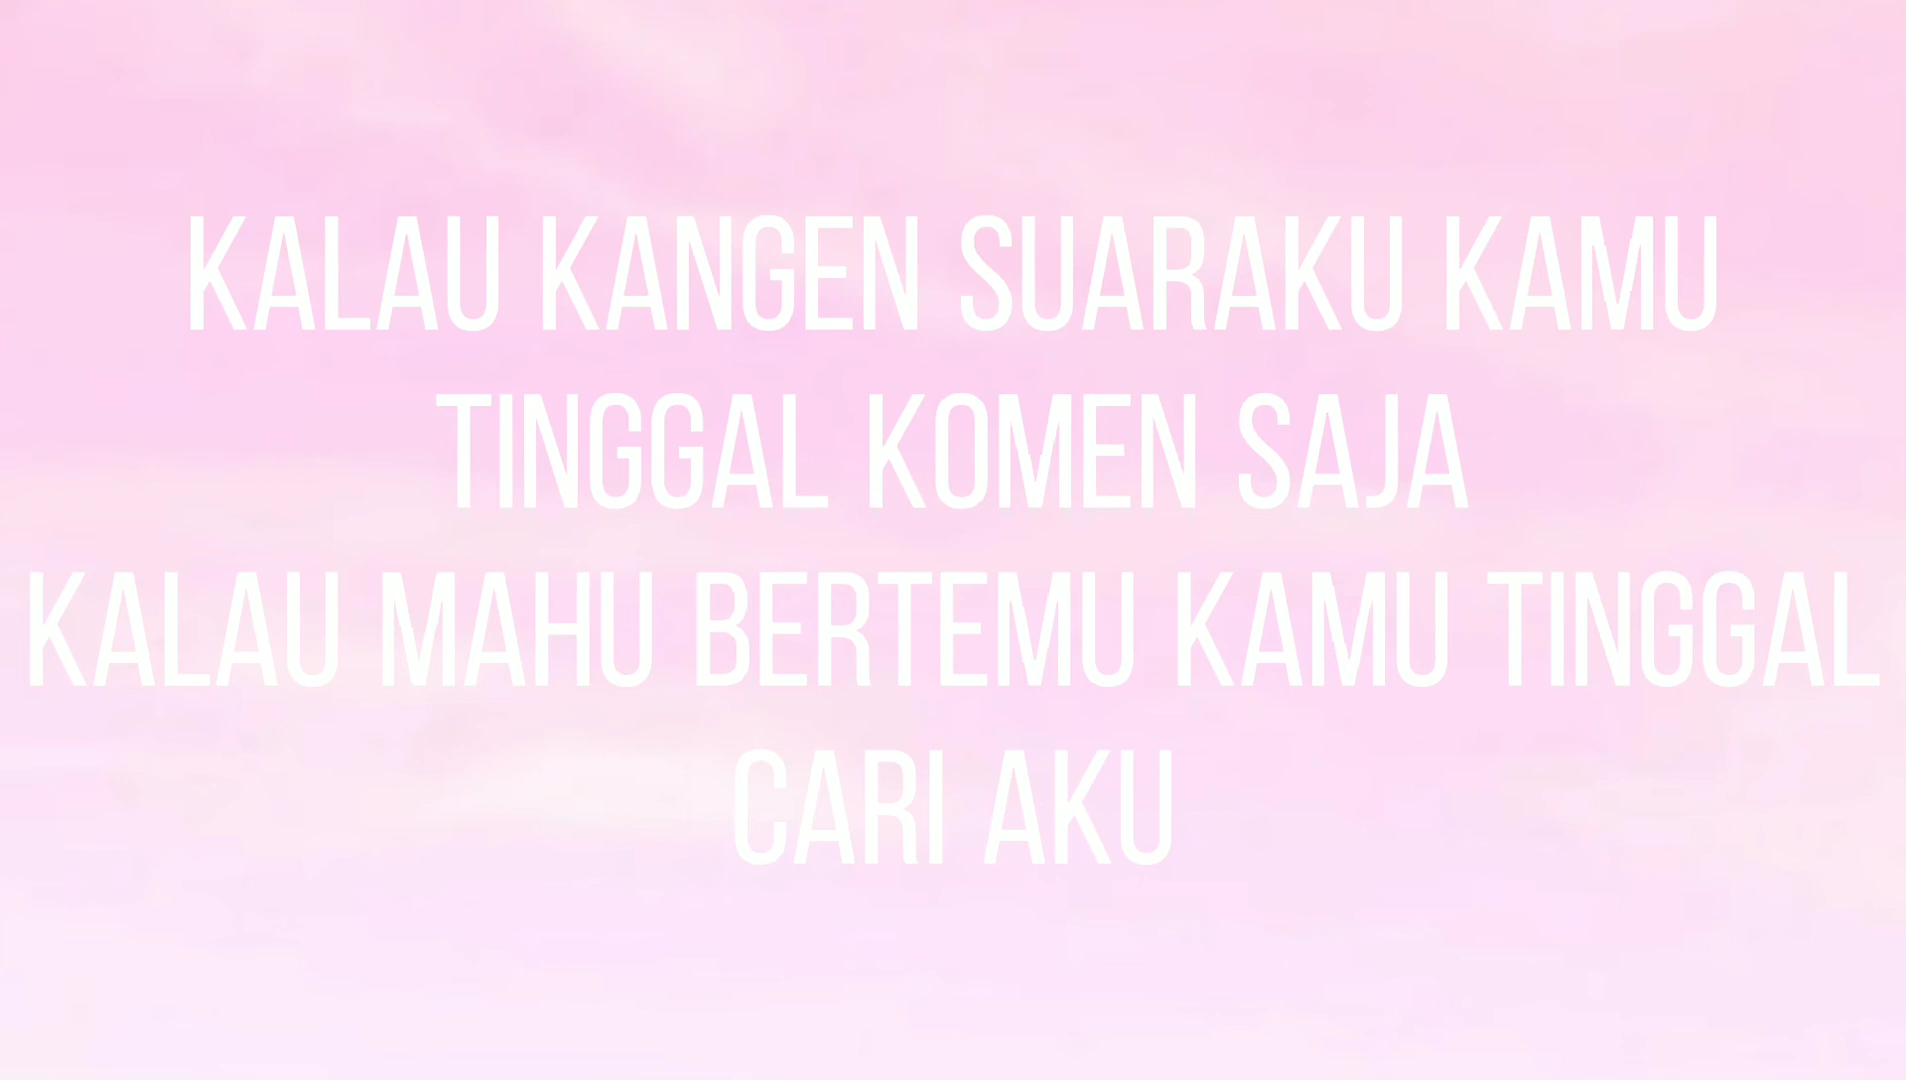 KALAU KANGEN SUARAKU KAMU
TINGGAL KOMEN SAJA
KALAU MAHU BERTEMU KAMU TINGGAL
CARI AKU